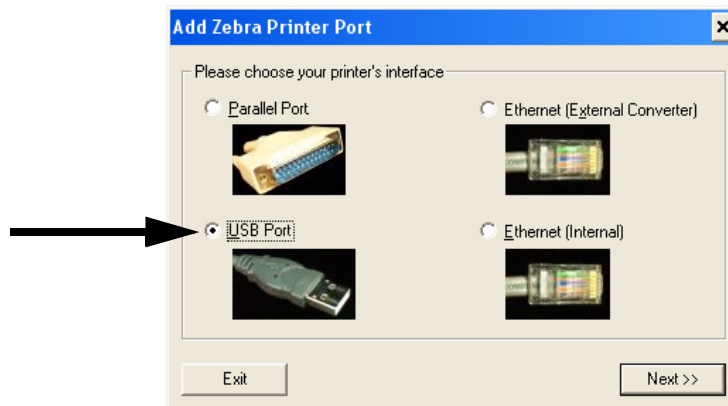 Add Zebra Printer Port
Please choose your printer's interface
Parallel Port
Ethernet (External Converter)
USB Port
Ethernet (Internal)
Exit
Next >>